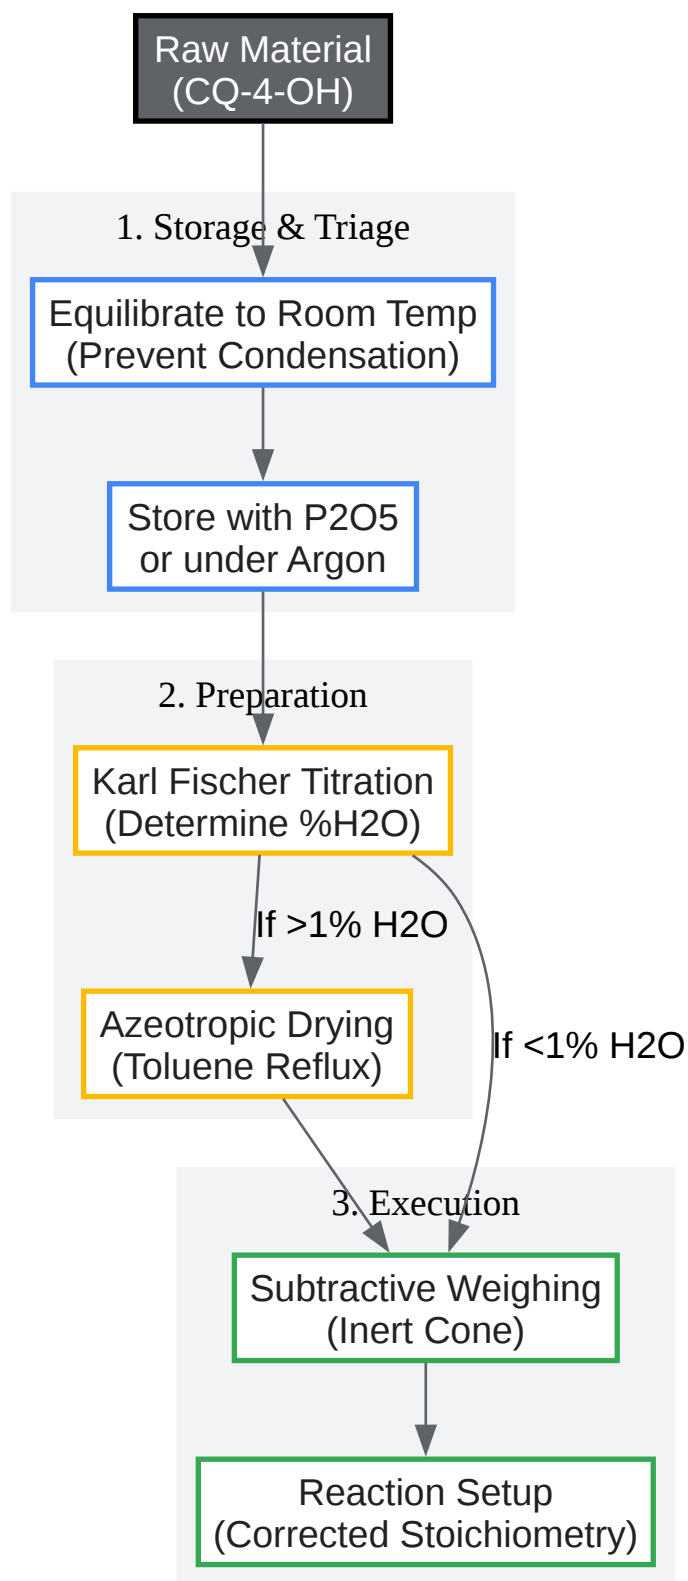 Raw Material
(CQ-4-OH)
1. Storage & Triage
Equilibrate to Room Temp
(Prevent Condensation)
Store with P2O5
or under Argon
2. Preparation
Karl Fischer Titration
(Determine %H2O)
If >1% H2O
Azeotropic Drying
(Toluene Reflux)
If <1% H2O
3. Execution
Subtractive Weighing
(Inert Cone)
Reaction Setup
(Corrected Stoichiometry)